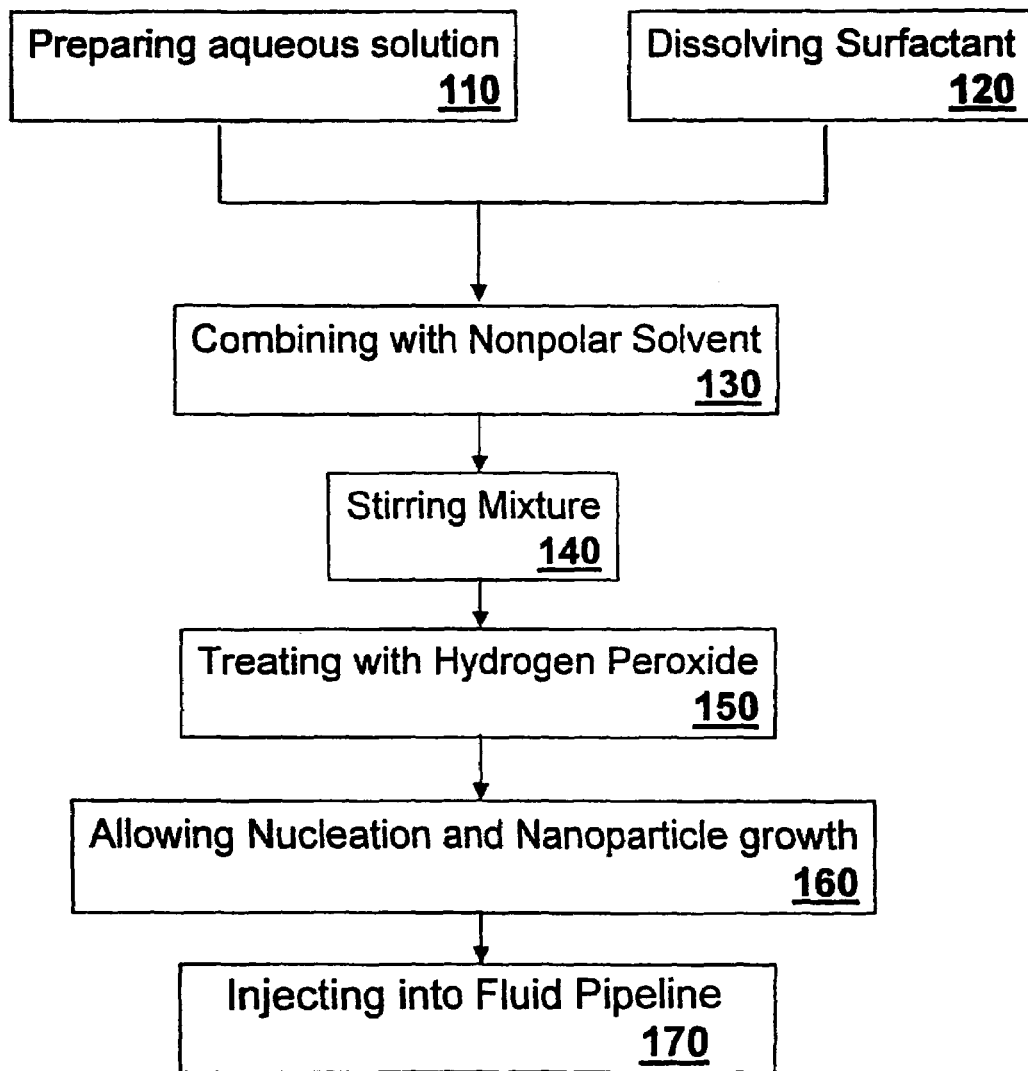 Preparing aqueous solution
110
Dissolving Surfactant
120
Combining with Nonpolar Solvent
130
Stirring Mixture
140
Treating with Hydrogen Peroxide
150
Allowing Nucleation and Nanoparticle growth
160
Injecting into Fluid Pipeline
170